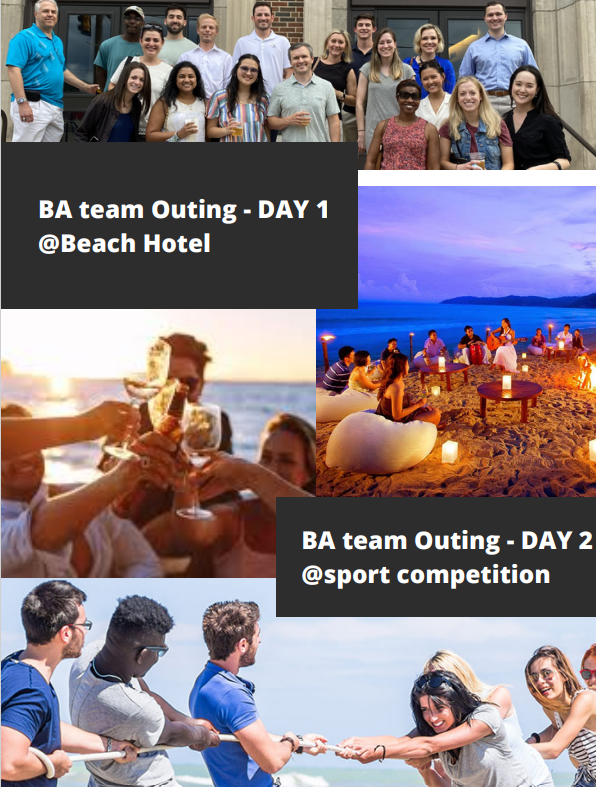 BA team Outing - DAY 1
@Beach Hotel
BA team Outing - DAY 2
@sport competition